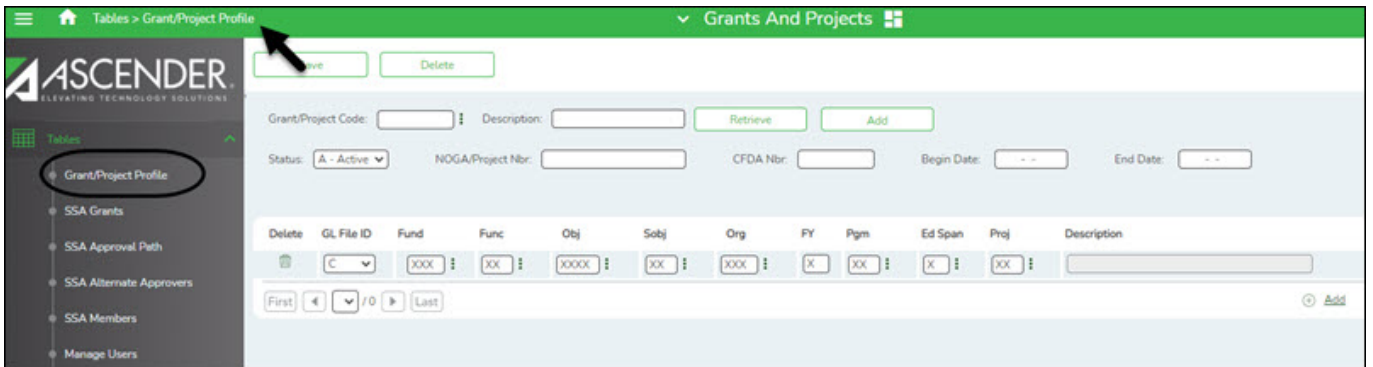 Tables > Grant/Project Profile
Grants And Projects
ASCENDER
ELEVATING TECHNOLOGY SOLUTIONS
Delete
Grant/Project Code: Description: Retrieve Add
Tables
Status: A - Active NOGA/Project Nbr: CFDA Nbr: Begin Date: - - End Date: - -
Grant/Project Profile
SSA Grants
Delete GL File ID Fund Func Obj Sobj Org FY Pgm Ed Span Proj Description
SSA Approval Path
C XXX XX XXXX XX XXX X XX X XX
SSA Alternate Approvers
First / 0 Last Add
SSA Members
Manage Users